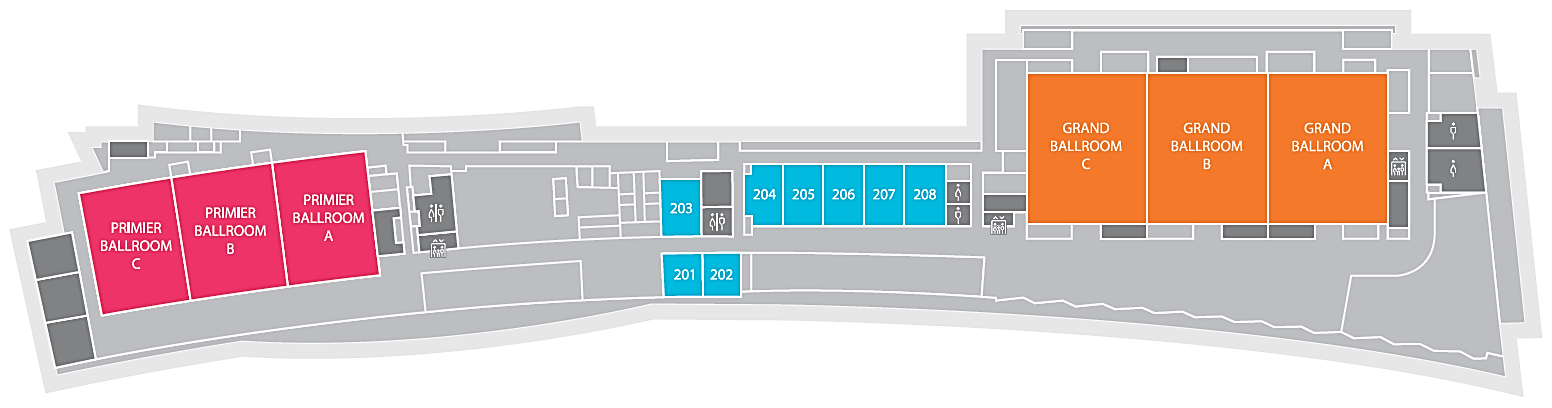 PRIMIER
BALLROOM
C
PRIMIER
BALLROOM
B
PRIMIER
BALLROOM
A
203
204
205
206
207
208
201
202
GRAND
BALLROOM
C
GRAND
BALLROOM
B
GRAND
BALLROOM
A